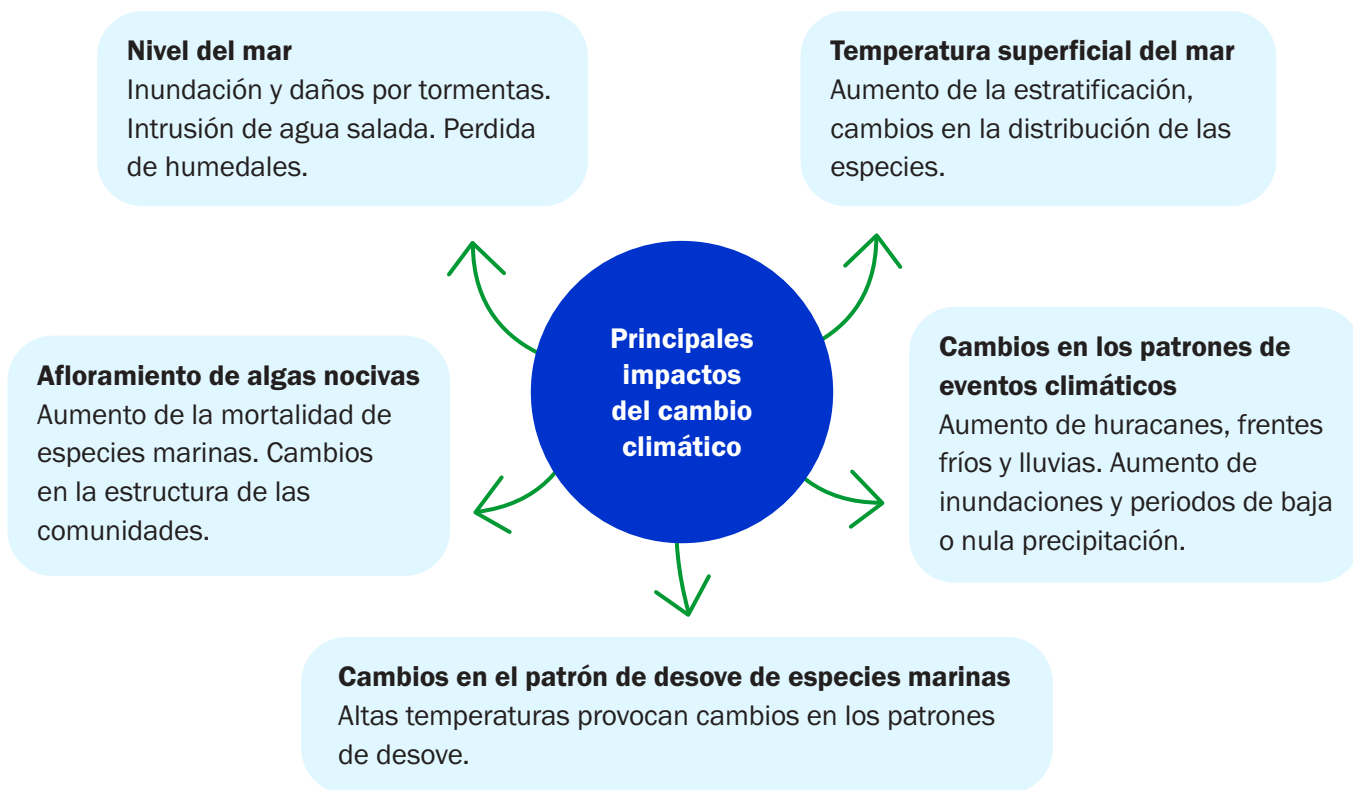 Nivel del mar
Inundación y daños por tormentas.
Intrusión de agua salada. Perdida
de humedales.
Temperatura superficial del mar
Aumento de la estratificación,
cambios en la distribución de las
especies.
Principales
impactos
del cambio
climático
Afloramiento de algas nocivas
Aumento de la mortalidad de
especies marinas. Cambios
en la estructura de las
comunidades.
Cambios en los patrones de
eventos climáticos
Aumento de huracanes, frentes
fríos y lluvias. Aumento de
inundaciones y periodos de baja
o nula precipitación.
Cambios en el patrón de desove de especies marinas
Altas temperaturas provocan cambios en los patrones
de desove.